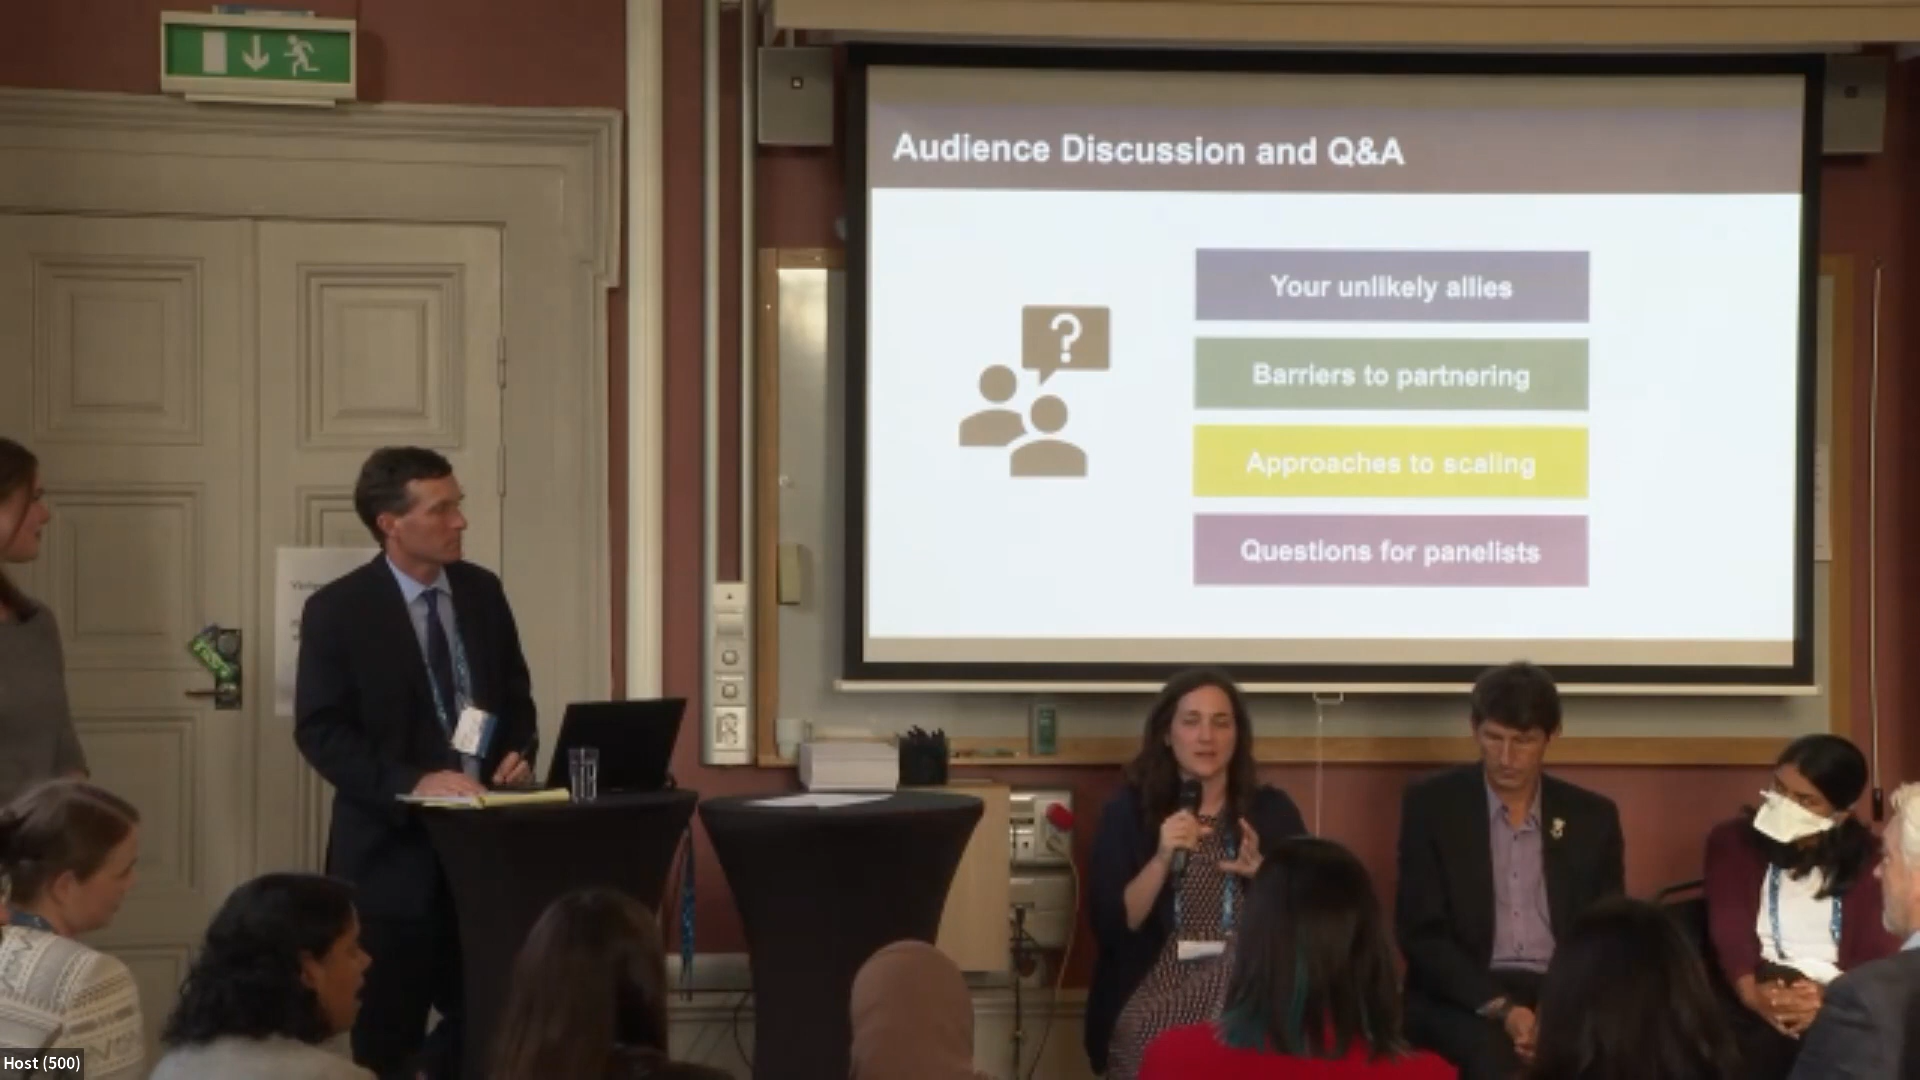 Audience Discussion and Q&A
?
Your unlikely allies
Barriers to partnering
Approaches to scaling
Questions for panelists
Host (500)